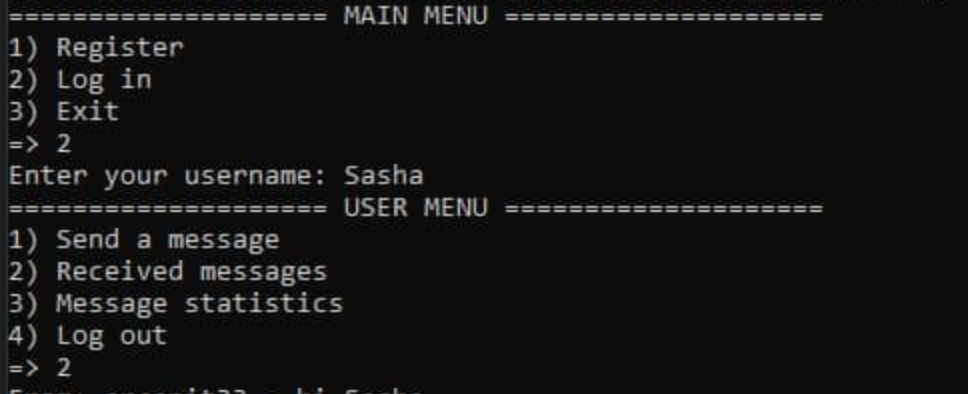 ==================== MAIN MENU ====================
1) Register
2) Log in
3) Exit
=> 2
Enter your username: Sasha
==================== USER MENU ====================
1) Send a message
2) Received messages
3) Message statistics
4) Log out
=> 2